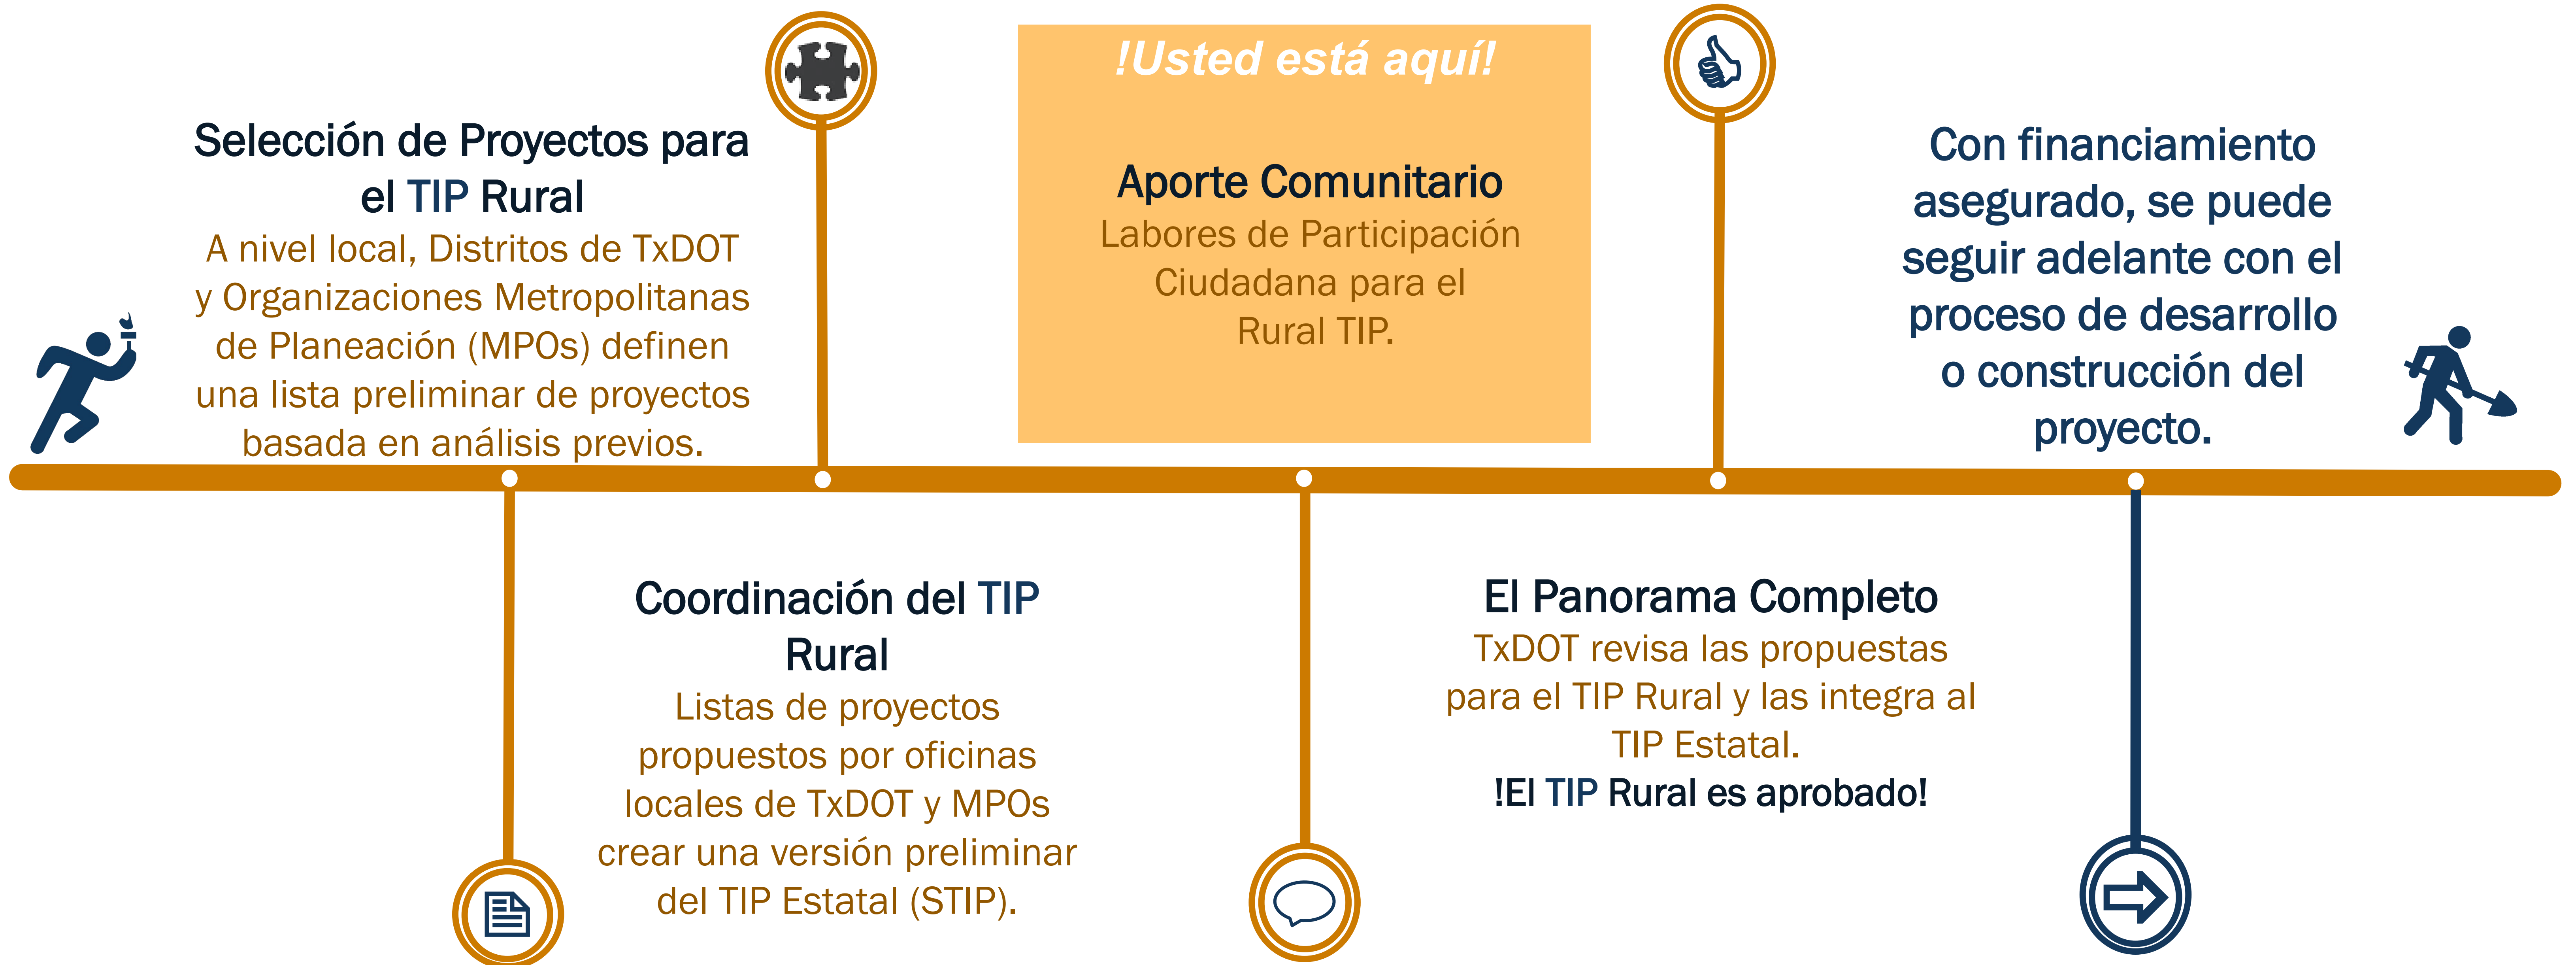 Selección de Proyectos para
el TIP Rural
A nivel local, Distritos de TxDOT
y Organizaciones Metropolitanas
de Planeación (MPOs) definen
una lista preliminar de proyectos
basada en análisis previos.
Coordinación del TIP
Rural
Listas de proyectos
propuestos por oficinas
locales de TxDOT y MPOs
crear una versión preliminar
del TIP Estatal (STIP).
!Usted está aquí!
Aporte Comunitario
Labores de Participación
Ciudadana para el
Rural TIP.
El Panorama Completo
TxDOT revisa las propuestas
para el TIP Rural y las integra al
TIP Estatal.
!El TIP Rural es aprobado!
Con financiamiento
asegurado, se puede
seguir adelante con el
proceso de desarrollo
o construcción del
proyecto.